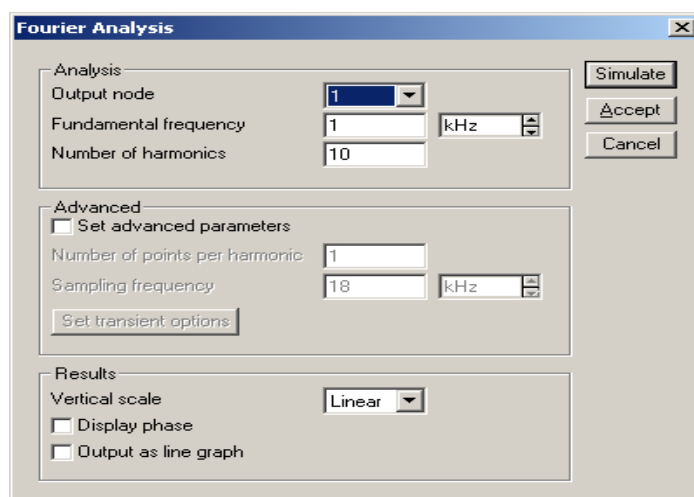 Fourier Analysis
Analysis
Output node 1
Fundamental frequency 1 kHz
Number of harmonics 10
Simulate
Accept
Cancel
Advanced
Set advanced parameters
Number of points per harmonic 1
Sampling frequency 18 kHz
Set transient options
Results
Vertical scale Linear
Display phase
Output as line graph